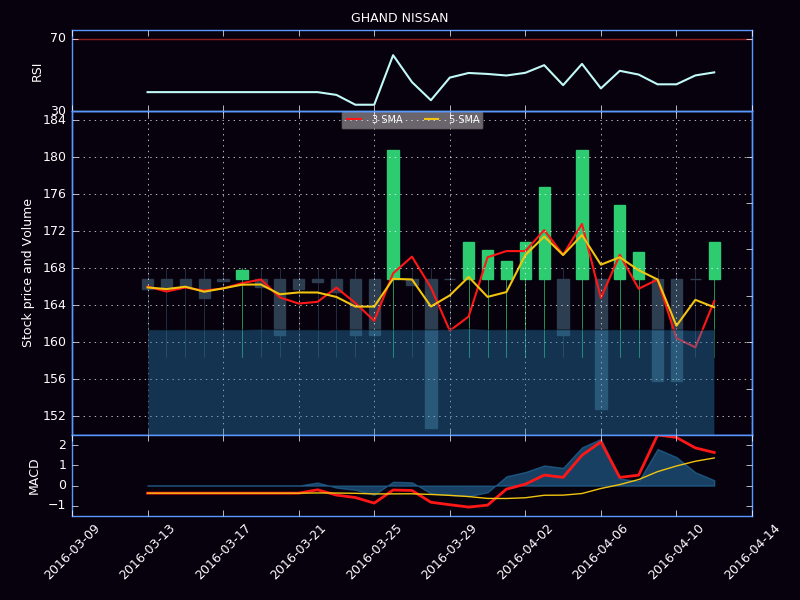 GHAND NISSAN
70
RSI
30
3-SMA 5-SMA
184
180
176
172
168
164
160
156
152
Stock price and Volume
2
1
0
−1
MACD
2016-03-09 2016-03-13 2016-03-17 2016-03-21 2016-03-25 2016-03-29 2016-04-02 2016-04-06 2016-04-10 2016-04-14